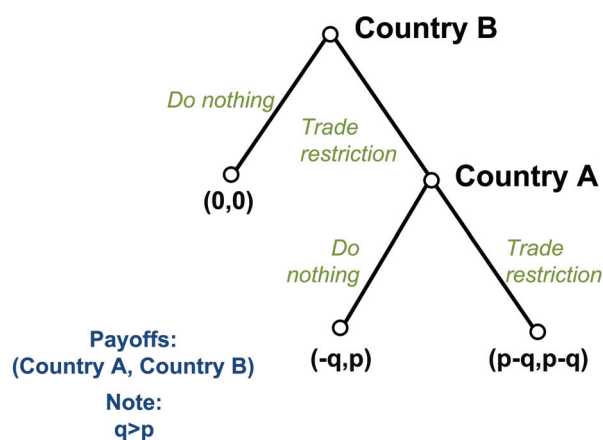 Country B
Do nothing
Trade
restriction
(0,0)
Country A
Do
nothing
Trade
restriction
(-q,p)
(p-q,p-q)
Payoffs:
(Country A, Country B)
Note:
q>p